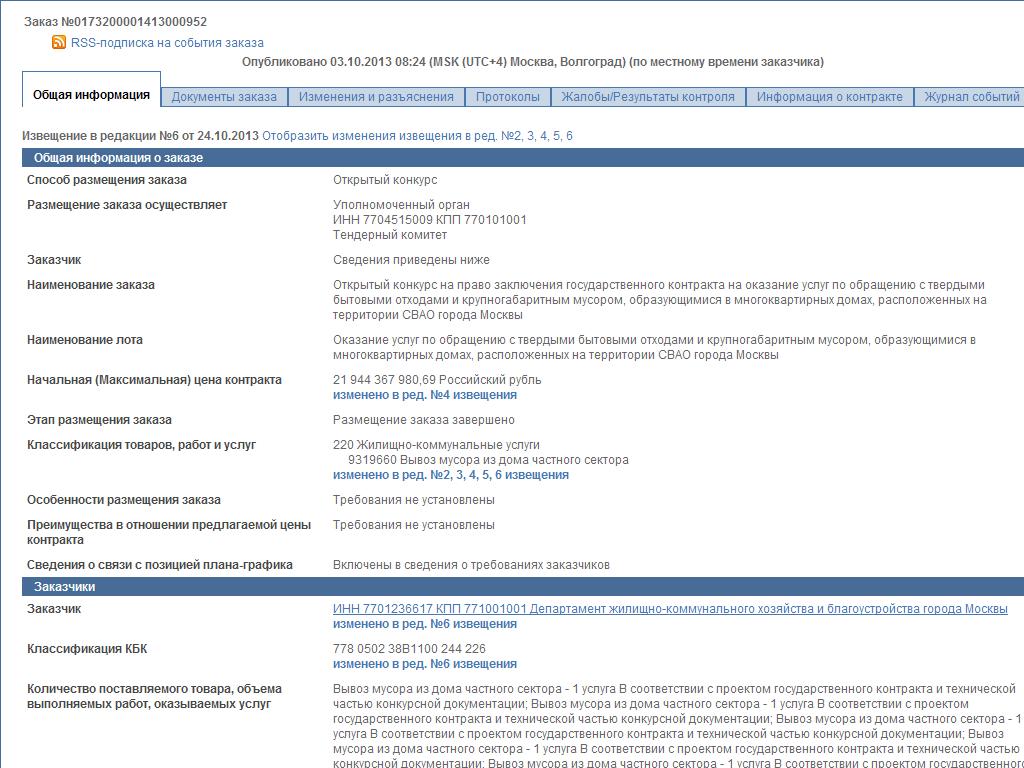 Заказ №0173200001413000952
RSS-подписка на события заказа
Опубликовано 03.10.2013 08:24 (MSK (UTC+4) Москва, Волгоград) (по местному времени заказчика)
Общая информация Документы заказа Изменения и разъяснения Протоколы Жалобы/Результаты контроля Информация о контракте Журнал событий
Извещение в редакции №6 от 24.10.2013 Отобразить изменения извещения в ред. №2, 3, 4, 5, 6
Общая информация о заказе
Способ размещения заказа Открытый конкурс
Размещение заказа осуществляет Уполномоченный орган
ИНН 7704515009 КПП 770101001
Тендерный комитет
Заказчик Сведения приведены ниже
Наименование заказа Открытый конкурс на право заключения государственного контракта на оказание услуг по обращению с твердыми
бытовыми отходами и крупногабаритным мусором, образующимися в многоквартирных домах, расположенных на
территории СВАО города Москвы
Наименование лота Оказание услуг по обращению с твердыми бытовыми отходами и крупногабаритным мусором, образующимися в
многоквартирных домах, расположенных на территории СВАО города Москвы
Начальная (Максимальная) цена контракта 21 944 367 980,69 Российский рубль
изменено в ред. №4 извещения
Этап размещения заказа Размещение заказа завершено
Классификация товаров, работ и услуг 220 Жилищно-коммунальные услуги
9319660 Вывоз мусора из дома частного сектора
изменено в ред. №2, 3, 4, 5, 6 извещения
Особенности размещения заказа Требования не установлены
Преимущества в отношении предлагаемой цены Требования не установлены
контракта
Сведения о связи с позицией плана-графика Включены в сведения о требованиях заказчиков
Заказчики
Заказчик ИНН 7701236617 КПП 771001001 Департамент жилищно-коммунального хозяйства и благоустройства города Москвы
изменено в ред. №6 извещения
Классификация КБК 778 0502 38В1100 244 226
изменено в ред. №6 извещения
Количество поставляемого товара, объема Вывоз мусора из дома частного сектора - 1 услуга В соответствии с проектом государственного контракта и технической
выполняемых работ, оказываемых услуг частью конкурсной документации; Вывоз мусора из дома частного сектора - 1 услуга В соответствии с проектом
государственного контракта и технической частью конкурсной документации; Вывоз мусора из дома частного сектора - 1
услуга В соответствии с проектом государственного контракта и технической частью конкурсной документации; Вывоз
мусора из дома частного сектора - 1 услуга В соответствии с проектом государственного контракта и технической частью
конкурсной документации; Вывоз мусора из дома частного сектора - 1 услуга В соответствии с проектом государственного